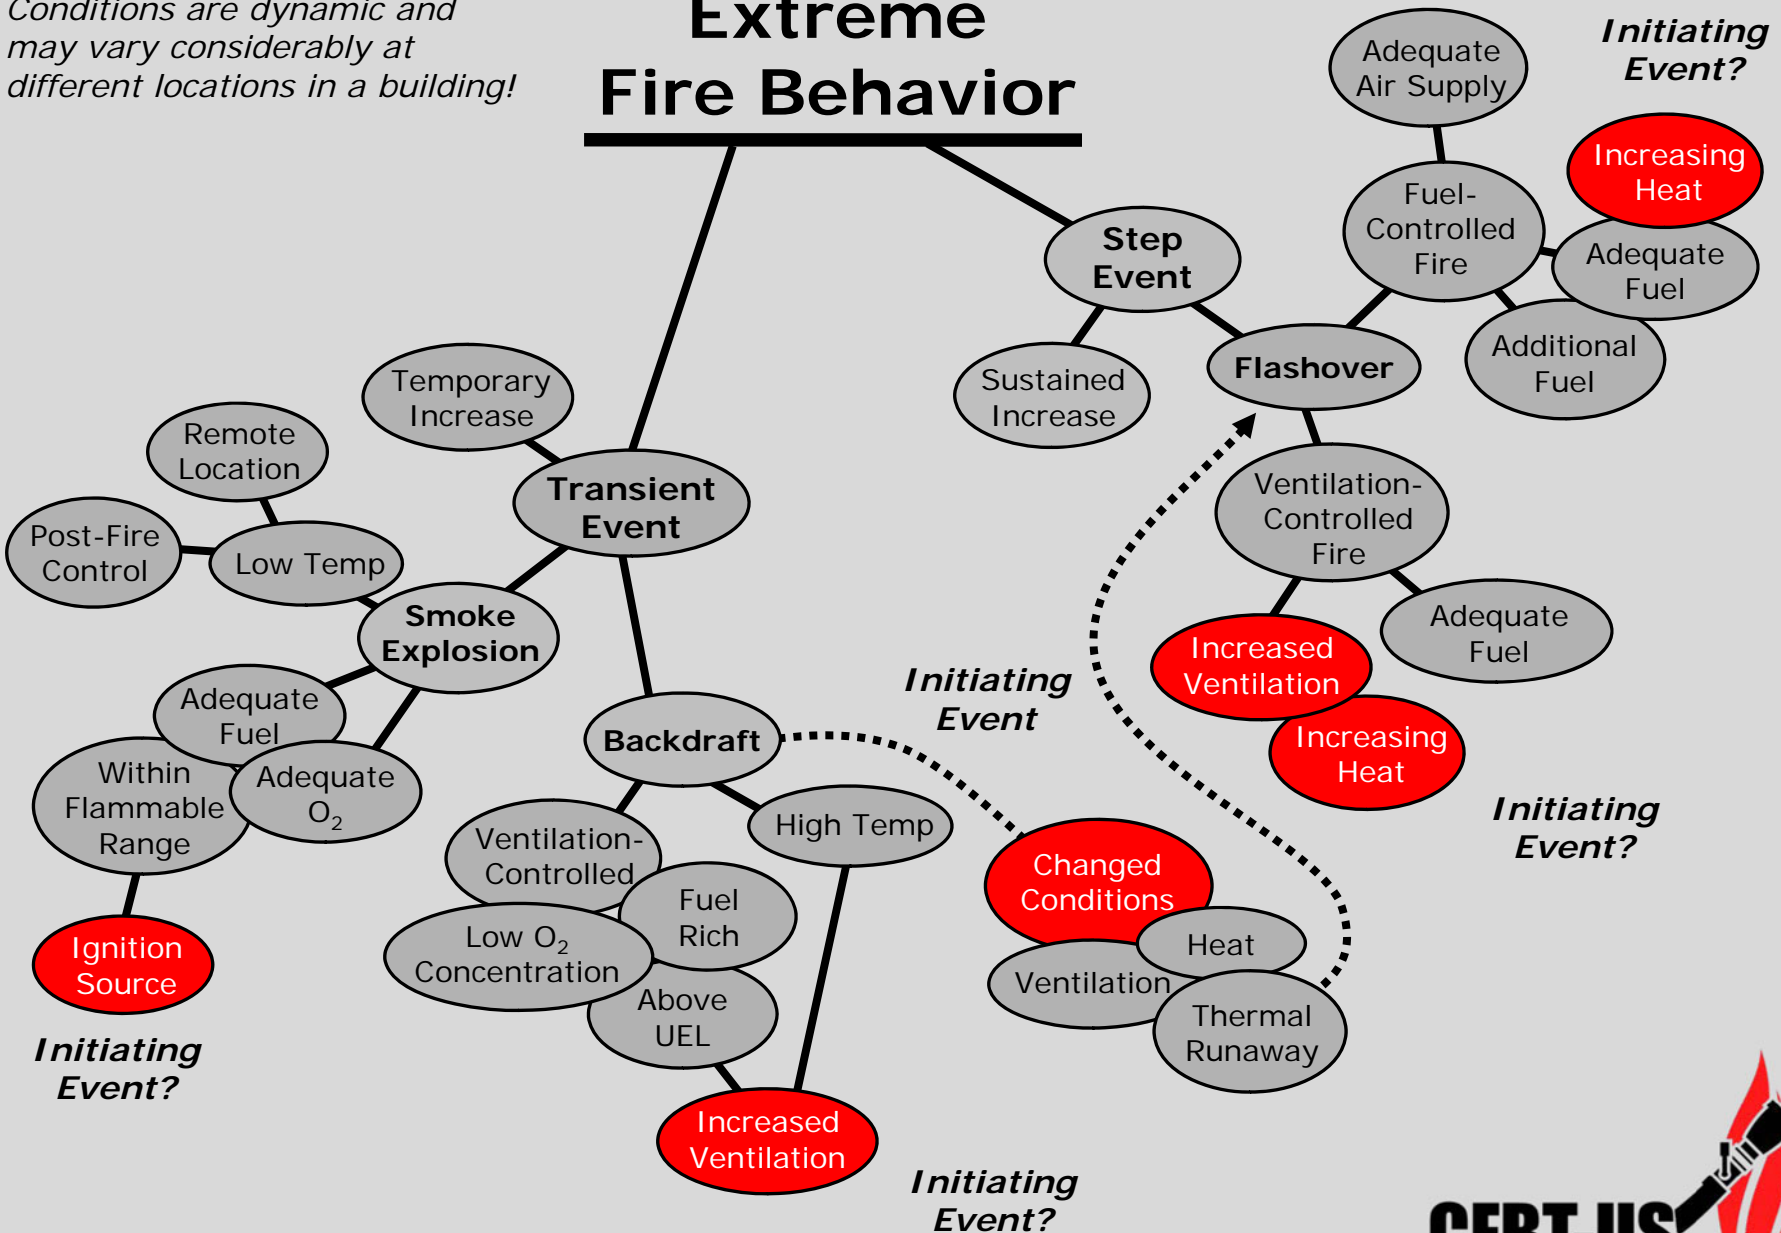 Conditions are dynamic and
may vary considerably at
different locations in a building!
Extreme
Fire Behavior
Initiating
Event?
Adequate
Air Supply
Increasing
Heat
Fuel-
Controlled
Fire
Adequate
Fuel
Additional
Fuel
Step
Event
Sustained
Increase
Flashover
Ventilation-
Controlled
Fire
Adequate
Fuel
Increased
Ventilation
Increasing
Heat
Initiating
Event?
Temporary
Increase
Transient
Event
Remote
Location
Post-Fire
Control
Low Temp
Smoke
Explosion
Adequate
Fuel
Within
Flammable
Range
Adequate
O₂
Ignition
Source
Initiating
Event?
Backdraft
Initiating
Event
High Temp
Ventilation-
Controlled
Fuel
Rich
Low O₂
Concentration
Above
UEL
Increased
Ventilation
Initiating
Event?
Changed
Conditions
Heat
Ventilation
Thermal
Runaway
CFBT-US